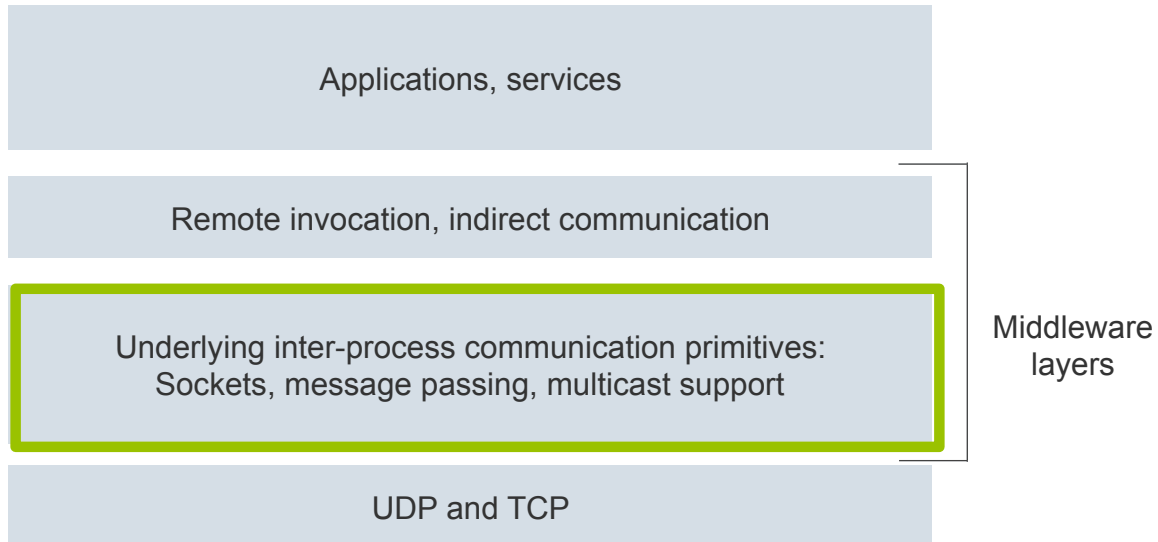 Applications, services
Remote invocation, indirect communication
Underlying inter-process communication primitives:
Sockets, message passing, multicast support
Middleware
layers
UDP and TCP